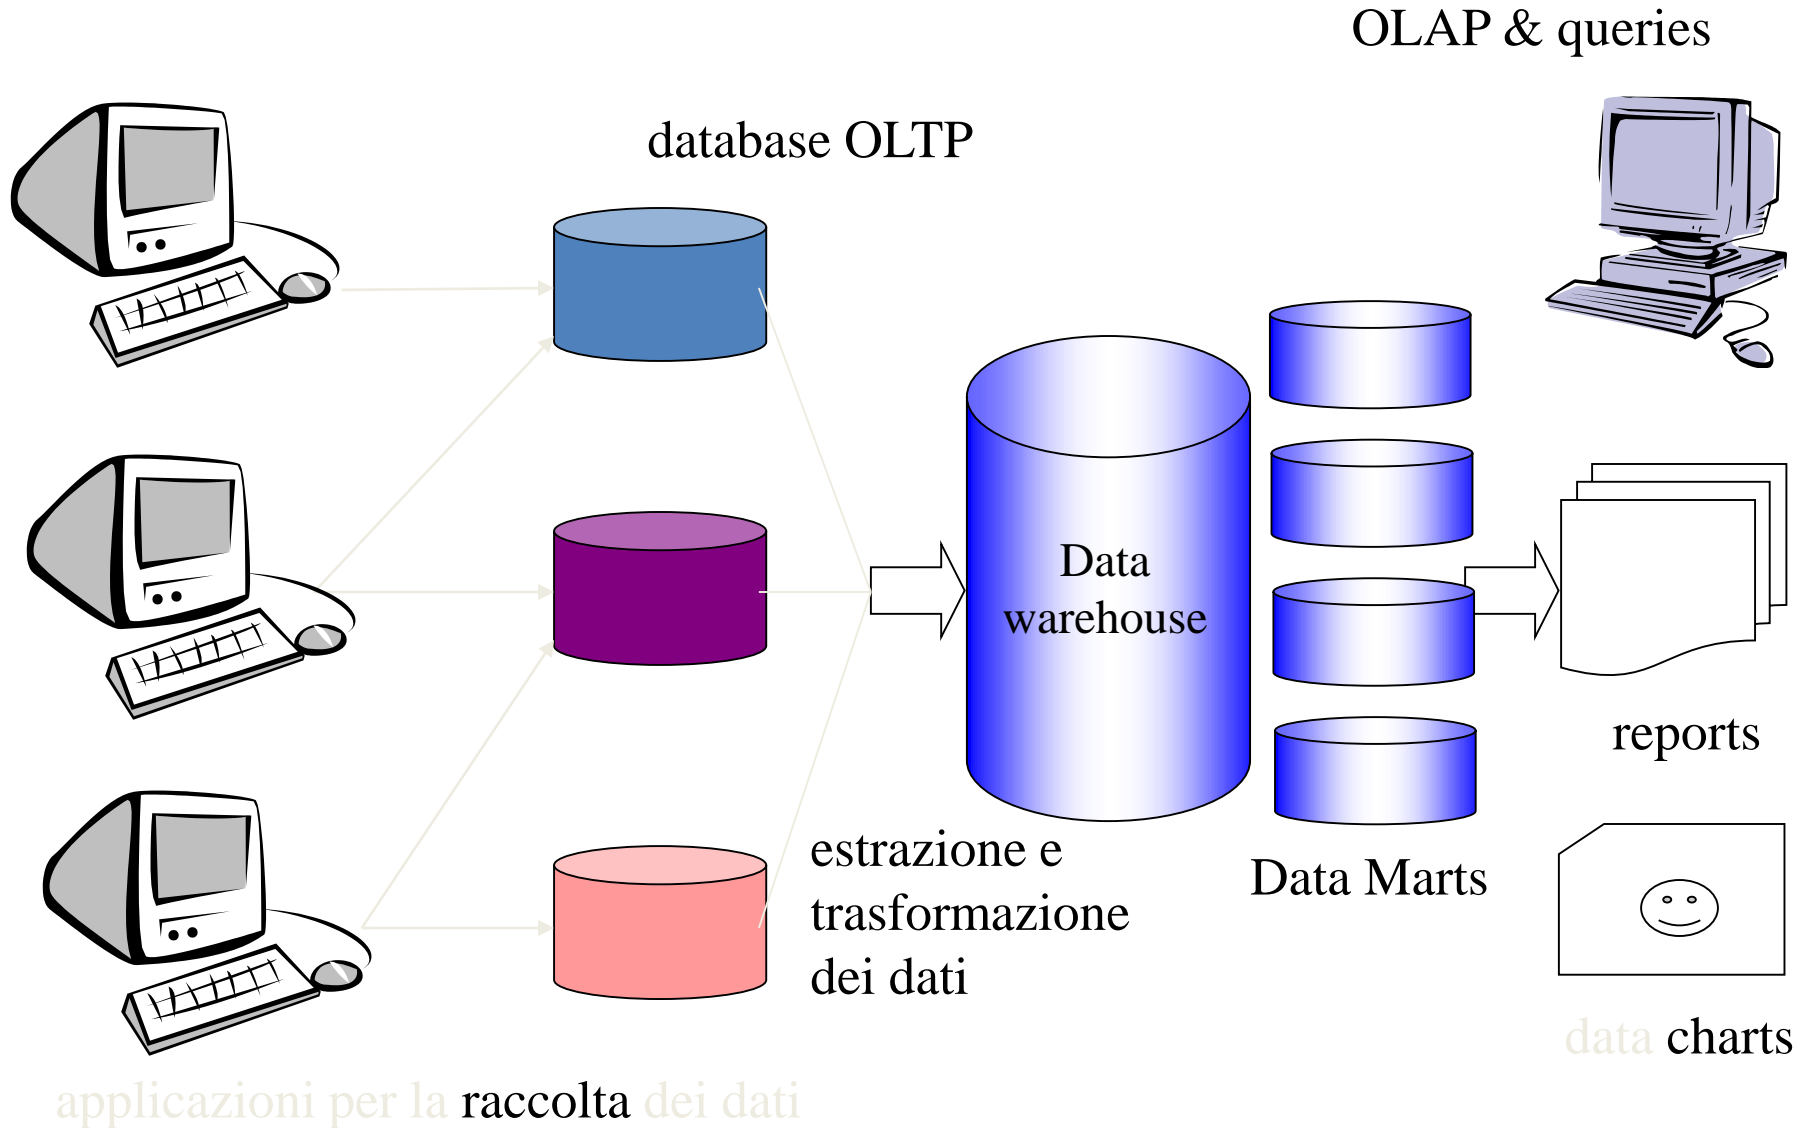 OLAP & queries
database OLTP
Data
warehouse
reports
estrazione e
trasformazione
dei dati
Data Marts
data charts
applicazioni per la raccolta dei dati